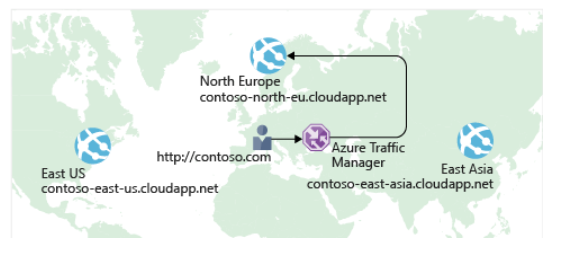 North Europe
contoso-north-eu.cloudapp.net
http://contoso.com
Azure Traffic
Manager
East US
contoso-east-us.cloudapp.net
East Asia
contoso-east-asia.cloudapp.net